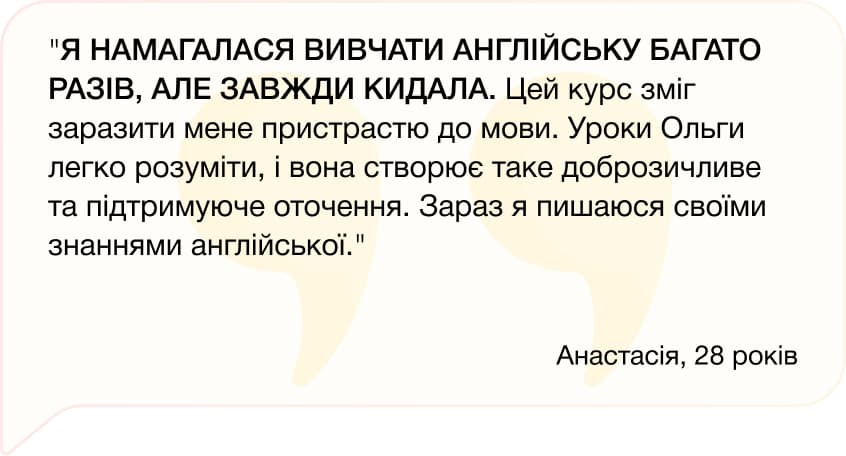 "Я НАМАГАЛАСЯ ВИВЧАТИ АНГЛІЙСЬКУ БАГАТО
РАЗІВ, АЛЕ ЗАВЖДИ КИДАЛА. Цей курс зміг
заразити мене пристрастю до мови. Уроки Ольги
легко розуміти, і вона створює таке доброзичливе
та підтримуюче оточення. Зараз я пишаюся своїми
знаннями англійської."
Анастасія, 28 років